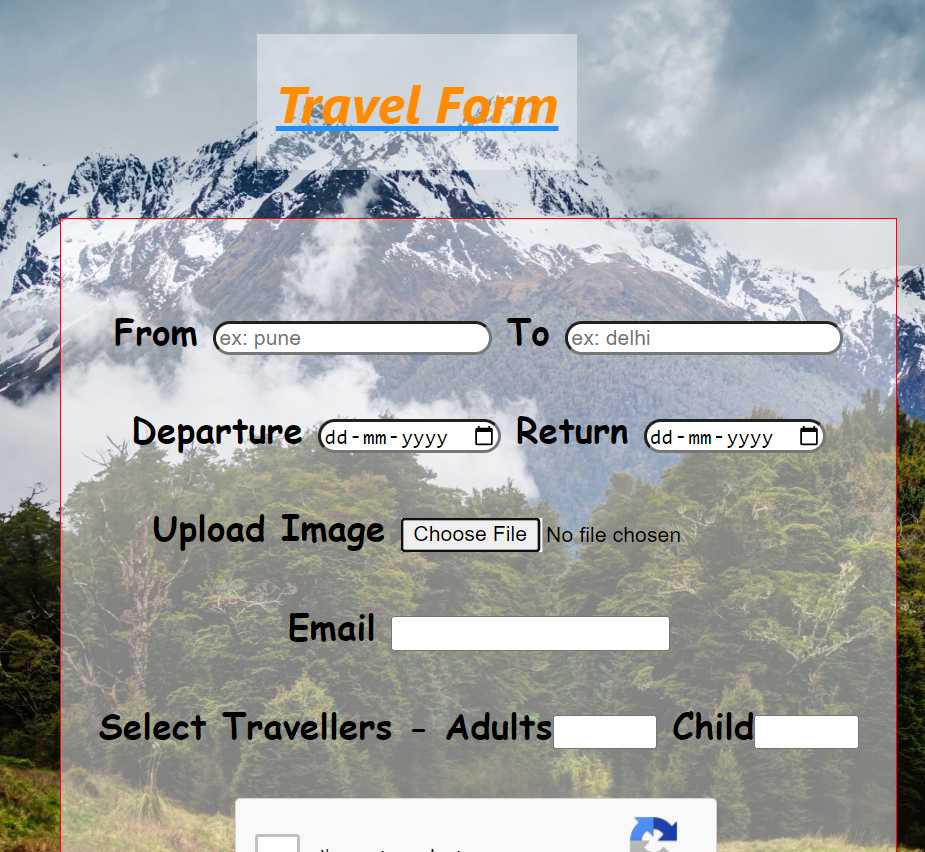 Travel Form
From ex: pune To ex: delhi
Departure dd-mm-yyyy Return dd-mm-yyyy
Upload Image Choose File No file chosen
Email
Select Travellers - Adults Child